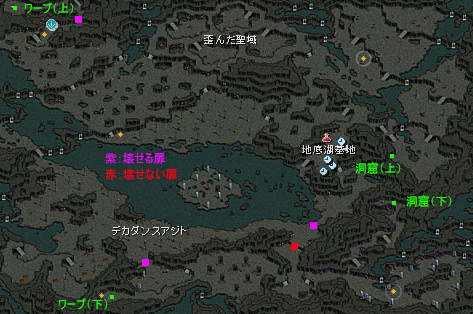 ワープ(上)
歪んだ聖域
地底湖基地
紫:壊せる扉
赤:壊せない扉
洞窟(上)
洞窟(下)
デカダンスアジト
ワープ(下)